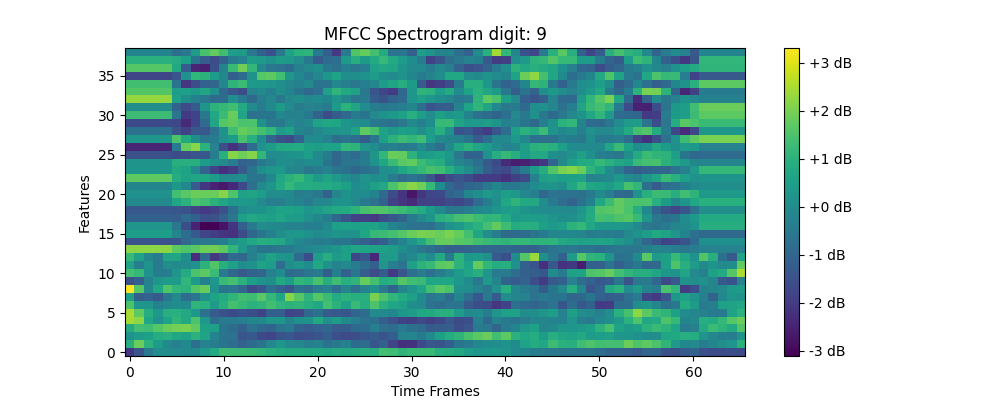 MFCC Spectrogram digit: 9
Features
35
30
25
20
15
10
5
0
0 10 20 30 40 50 60
Time Frames
+3 dB
+2 dB
+1 dB
+0 dB
-1 dB
-2 dB
-3 dB